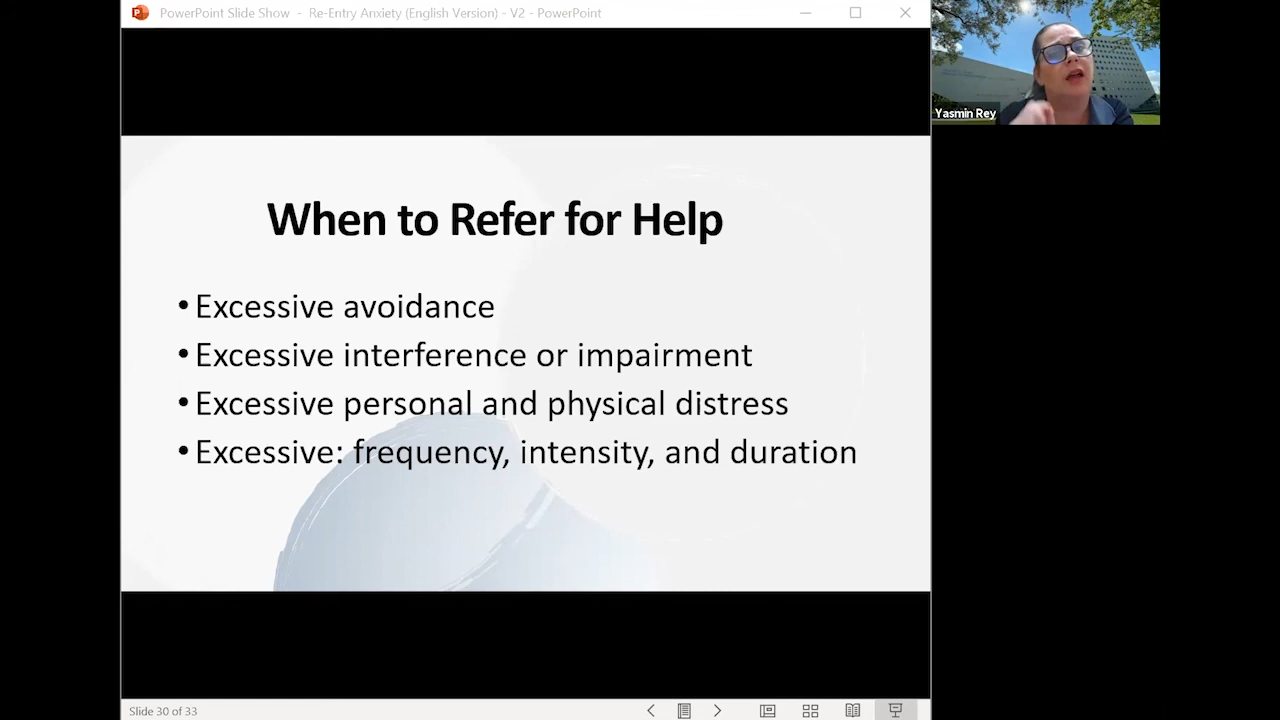 PowerPoint Slide Show - Re-Entry Anxiety (English Version) - V2 - PowerPoint
Yasmin Rey
When to Refer for Help
• Excessive avoidance
• Excessive interference or impairment
• Excessive personal and physical distress
• Excessive: frequency, intensity, and duration
Slide 30 of 33